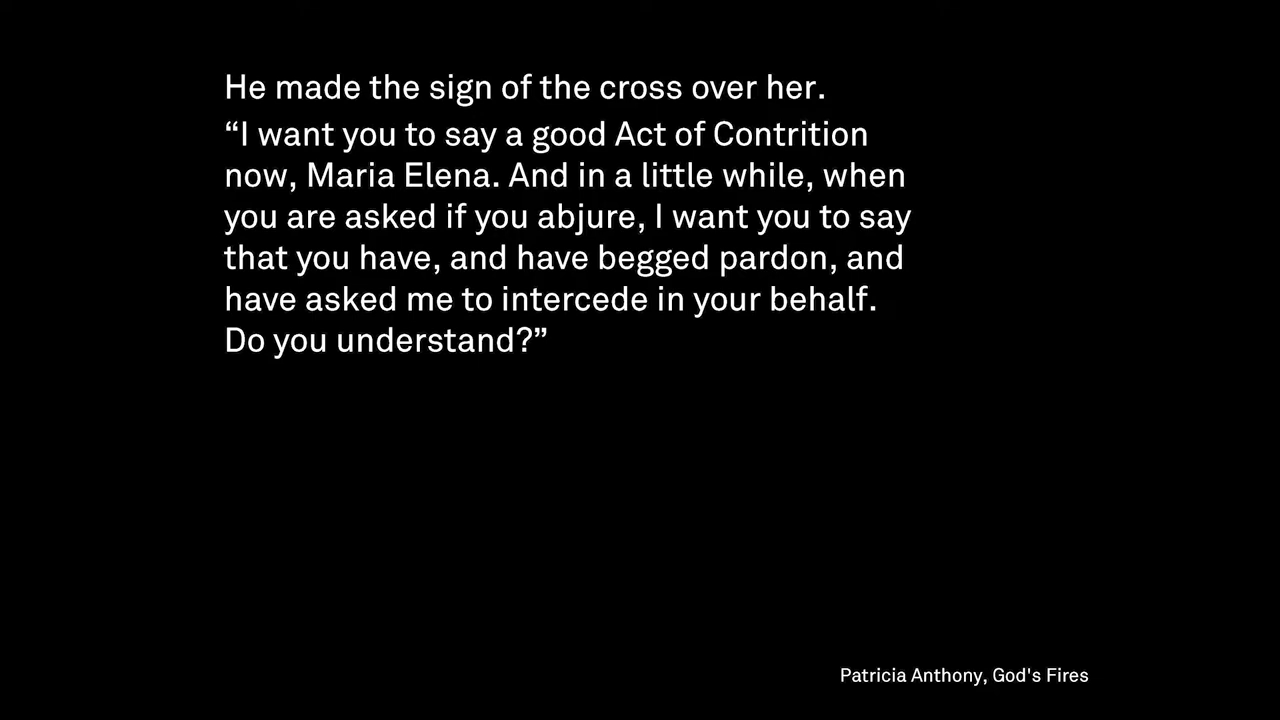 He made the sign of the cross over her.
“I want you to say a good Act of Contrition
now, Maria Elena. And in a little while, when
you are asked if you abjure, I want you to say
that you have, and have begged pardon, and
have asked me to intercede in your behalf.
Do you understand?”
Patricia Anthony, God's Fires